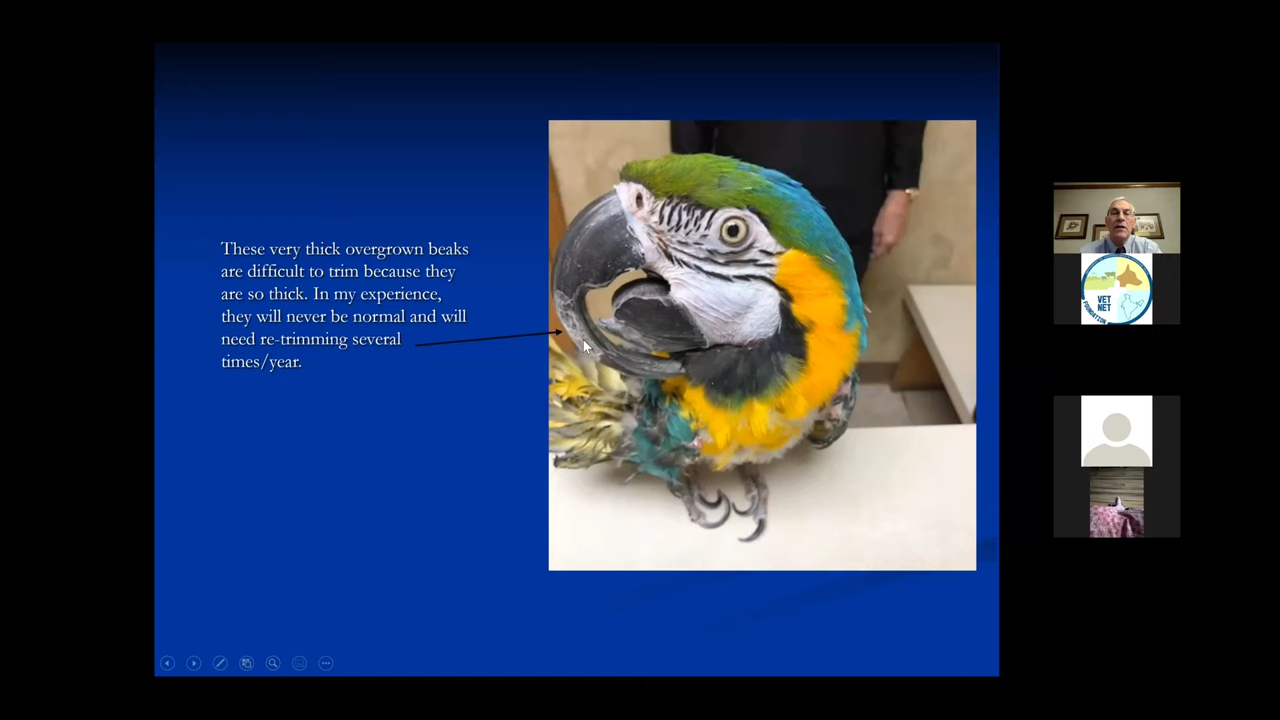 These very thick overgrown beaks
are difficult to trim because they
are so thick. In my experience,
they will never be normal and will
need re-trimming several
times/year.
VET
NET
FOUNDATION